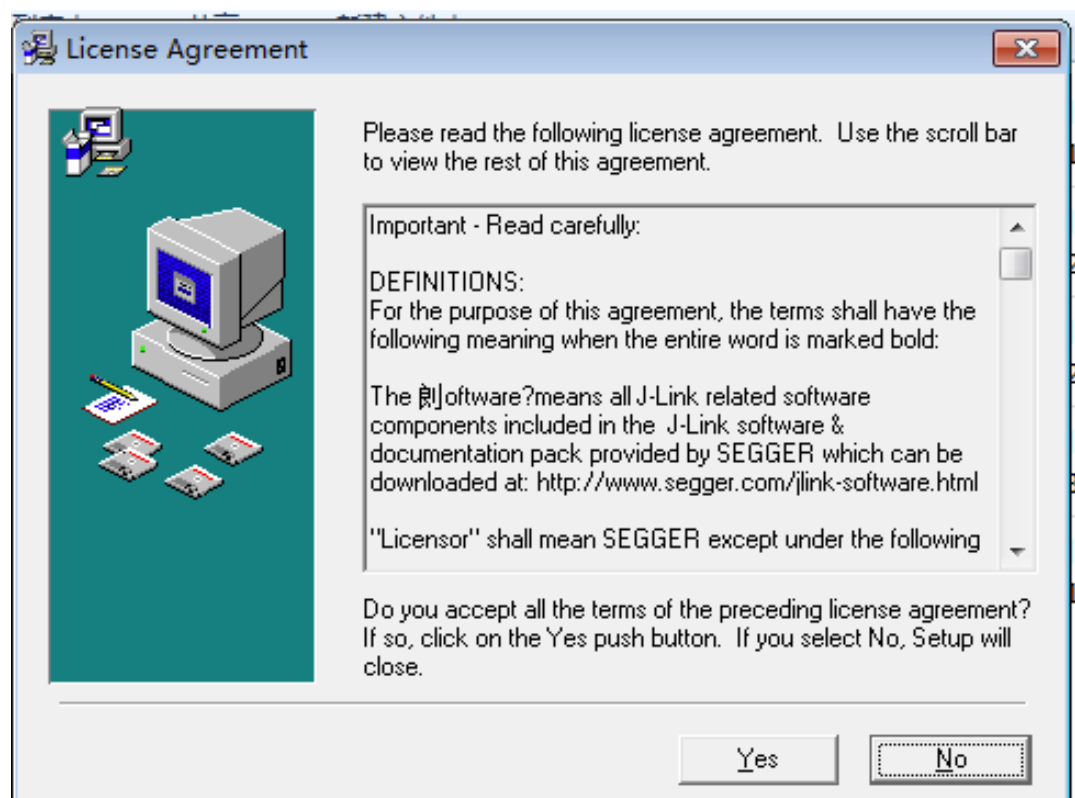 License Agreement
Please read the following license agreement.  Use the scroll bar
to view the rest of this agreement.
Important - Read carefully:
DEFINITIONS:
For the purpose of this agreement, the terms shall have the
following meaning when the entire word is marked bold:
The 剆oftware?means all J-Link related software
components included in the  J-Link software &
documentation pack provided by SEGGER which can be
downloaded at: http://www.segger.com/jlink-software.html
"Licensor" shall mean SEGGER except under the following
Do you accept all the terms of the preceding license agreement?
If so, click on the Yes push button.  If you select No, Setup will
close.
Yes
No